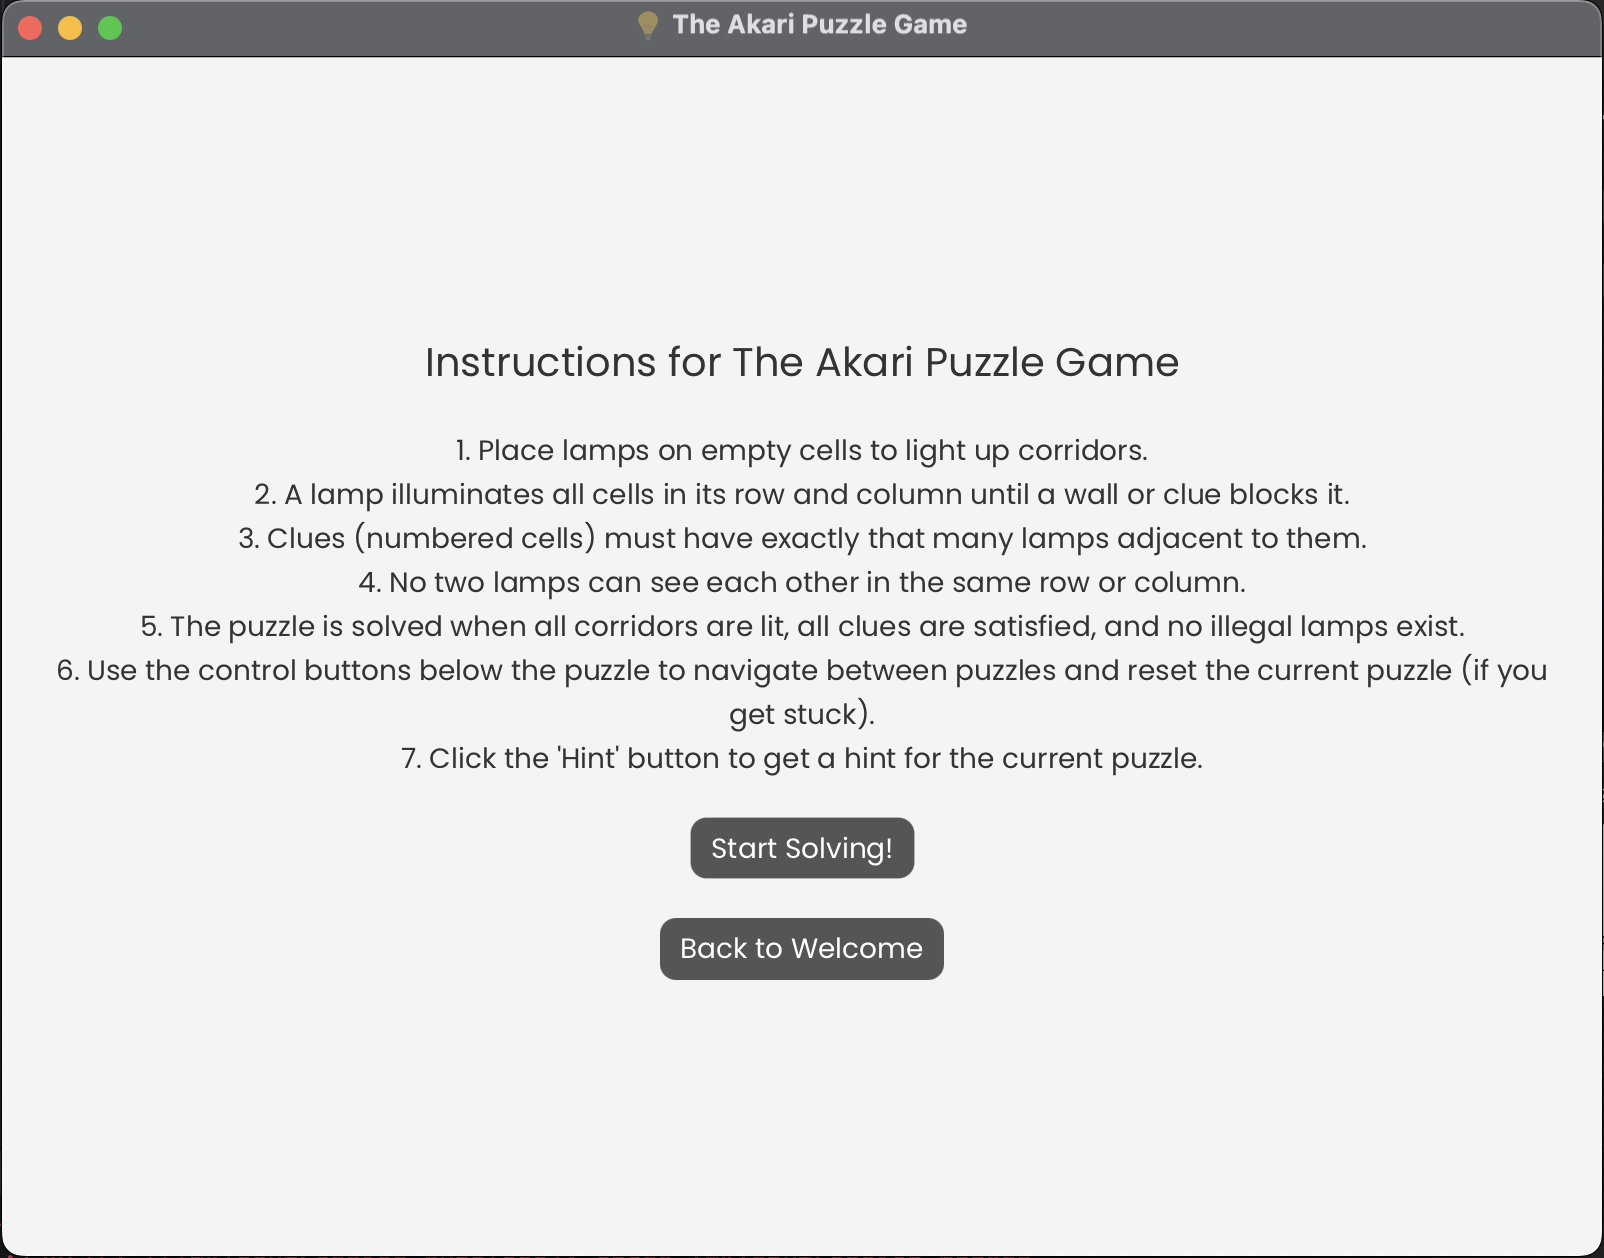 The Akari Puzzle Game
Instructions for The Akari Puzzle Game
1. Place lamps on empty cells to light up corridors.
2. A lamp illuminates all cells in its row and column until a wall or clue blocks it.
3. Clues (numbered cells) must have exactly that many lamps adjacent to them.
4. No two lamps can see each other in the same row or column.
5. The puzzle is solved when all corridors are lit, all clues are satisfied, and no illegal lamps exist.
6. Use the control buttons below the puzzle to navigate between puzzles and reset the current puzzle (if you
get stuck).
7. Click the 'Hint' button to get a hint for the current puzzle.
Start Solving!
Back to Welcome